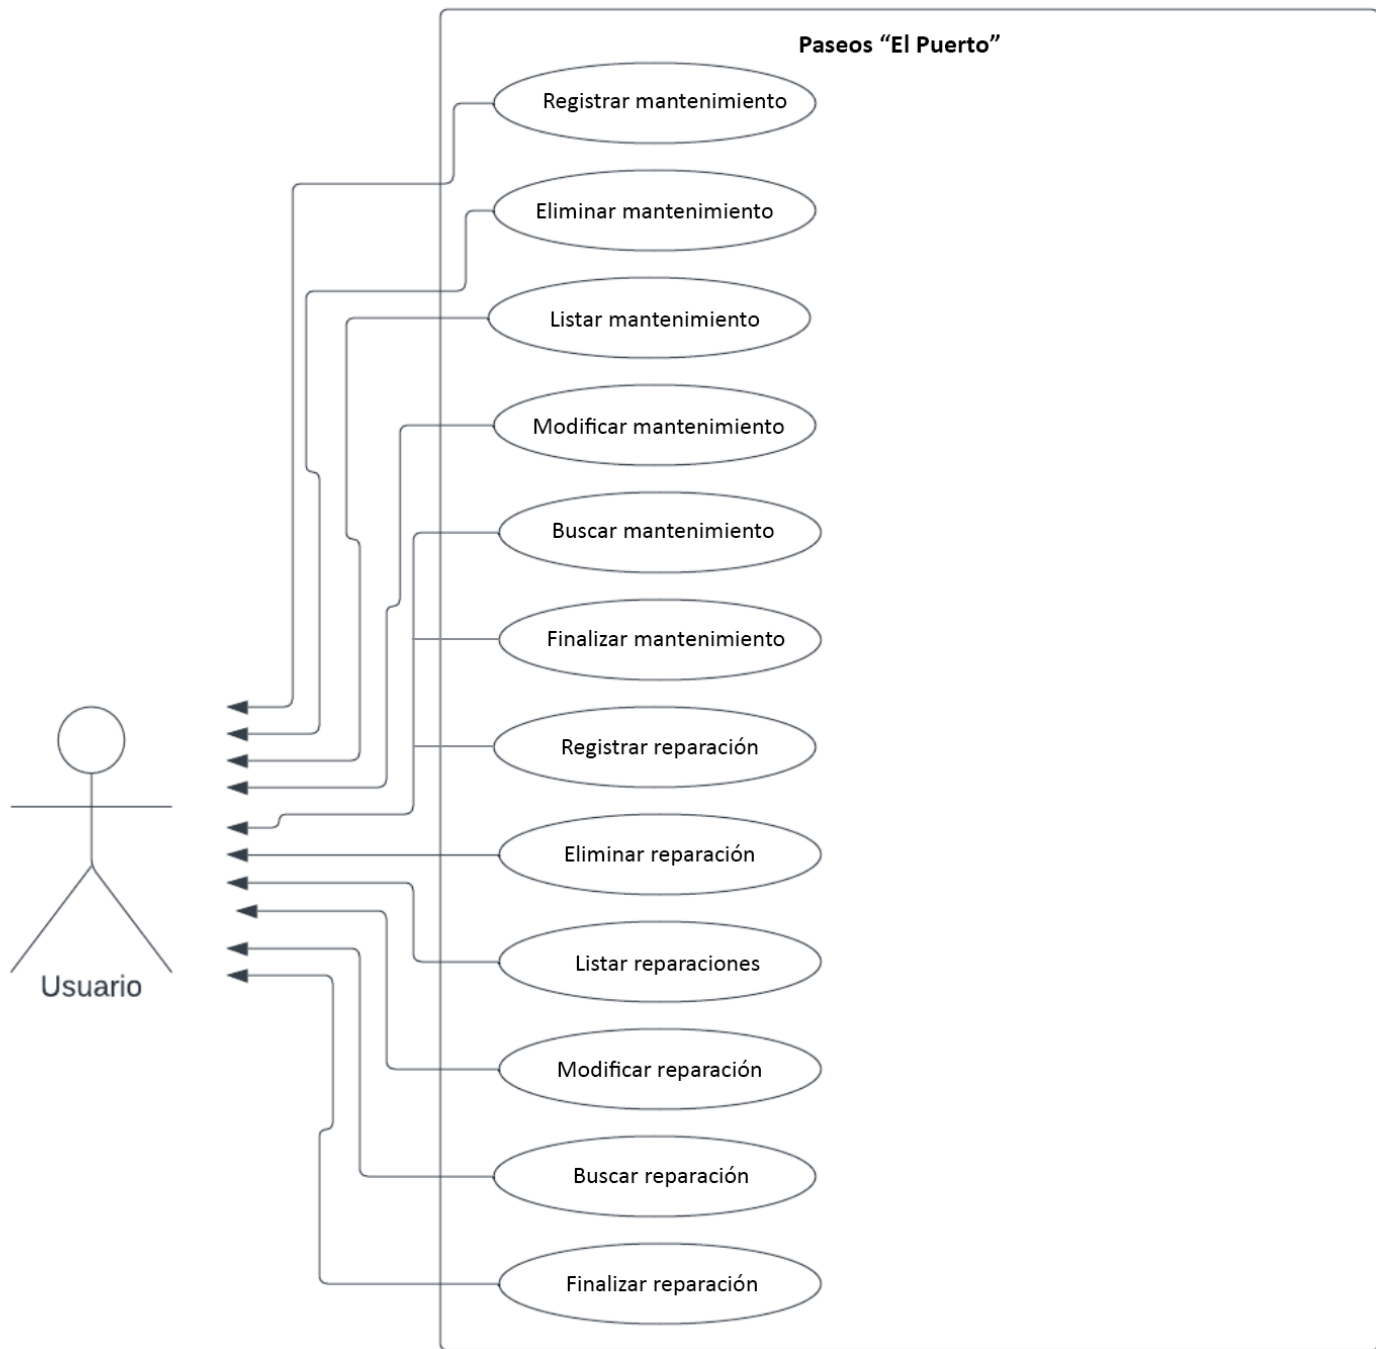 Paseos “El Puerto”
Registrar mantenimiento
Eliminar mantenimiento
Listar mantenimiento
Modificar mantenimiento
Buscar mantenimiento
Finalizar mantenimiento
Registrar reparación
Eliminar reparación
Listar reparaciones
Usuario
Modificar reparación
Buscar reparación
Finalizar reparación